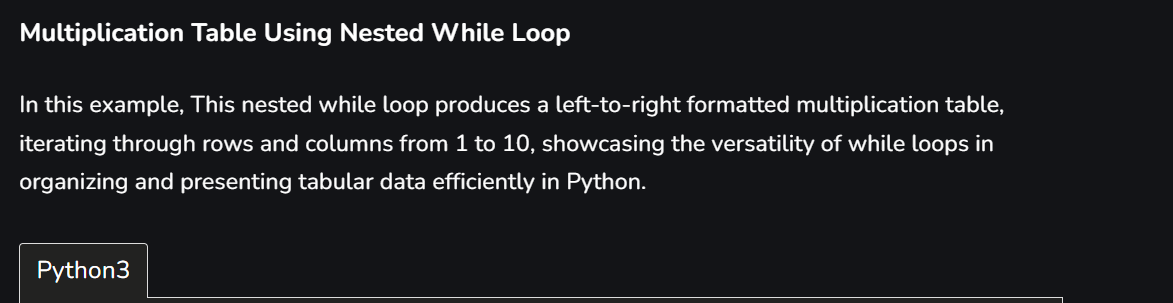 Multiplication Table Using Nested While Loop
In this example, This nested while loop produces a left-to-right formatted multiplication table,
iterating through rows and columns from 1 to 10, showcasing the versatility of while loops in
organizing and presenting tabular data efficiently in Python.
Python3